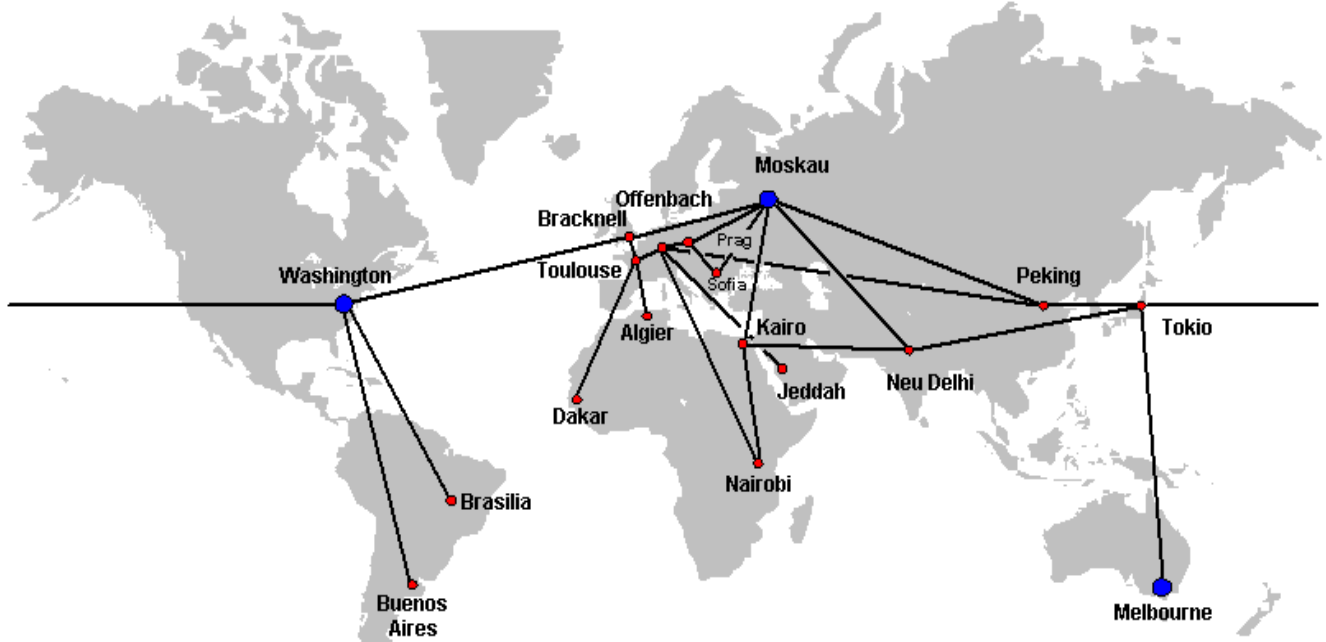 Moskau
Offenbach
Bracknell
Prag
Washington
Toulouse
Peking
Sofia
Algier
Kairo
Tokio
Neu Delhi
Jeddah
Dakar
Nairobi
Brasilia
Buenos
Aires
Melbourne